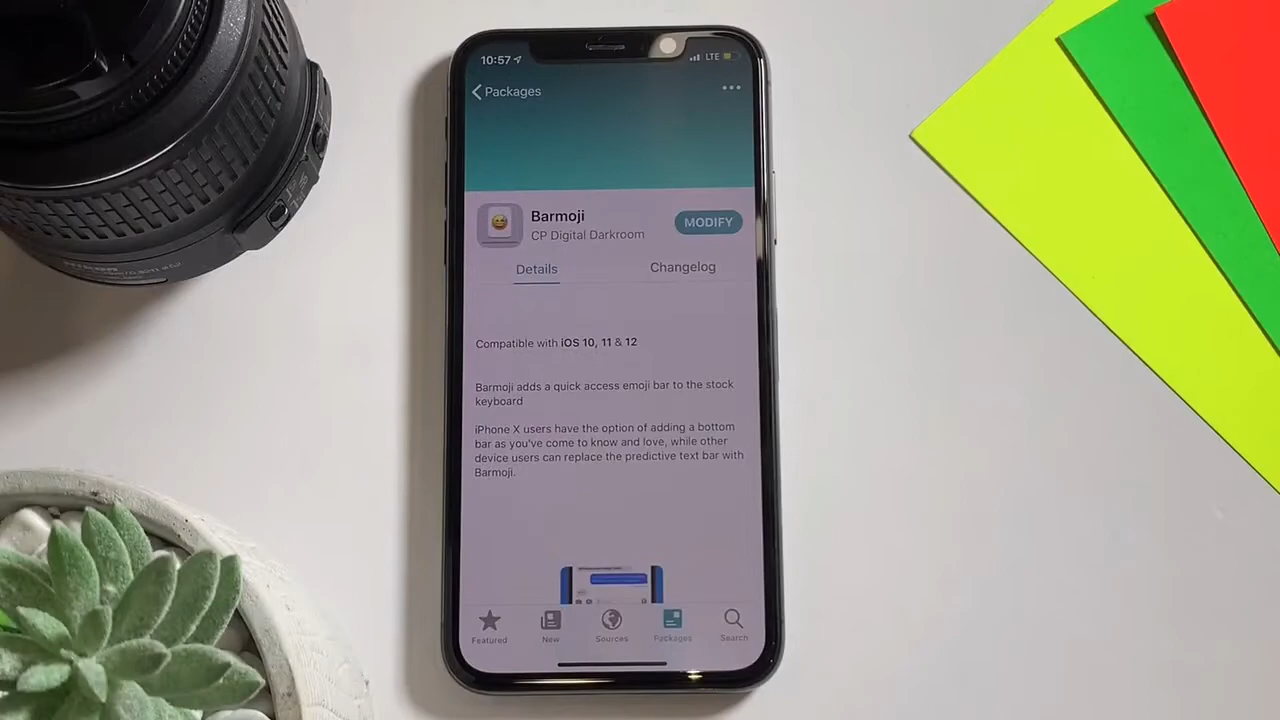 10:57
LTE
Packages
Barmoji
CP Digital Darkroom
MODIFY
Details
Changelog
Compatible with iOS 10, 11 & 12
Barmoji adds a quick access emoji bar to the stock
keyboard
iPhone X users have the option of adding a bottom
bar as you've come to know and love, while other
device users can replace the predictive text bar with
Barmoji.
Featured
New
Sources
Packages
Search